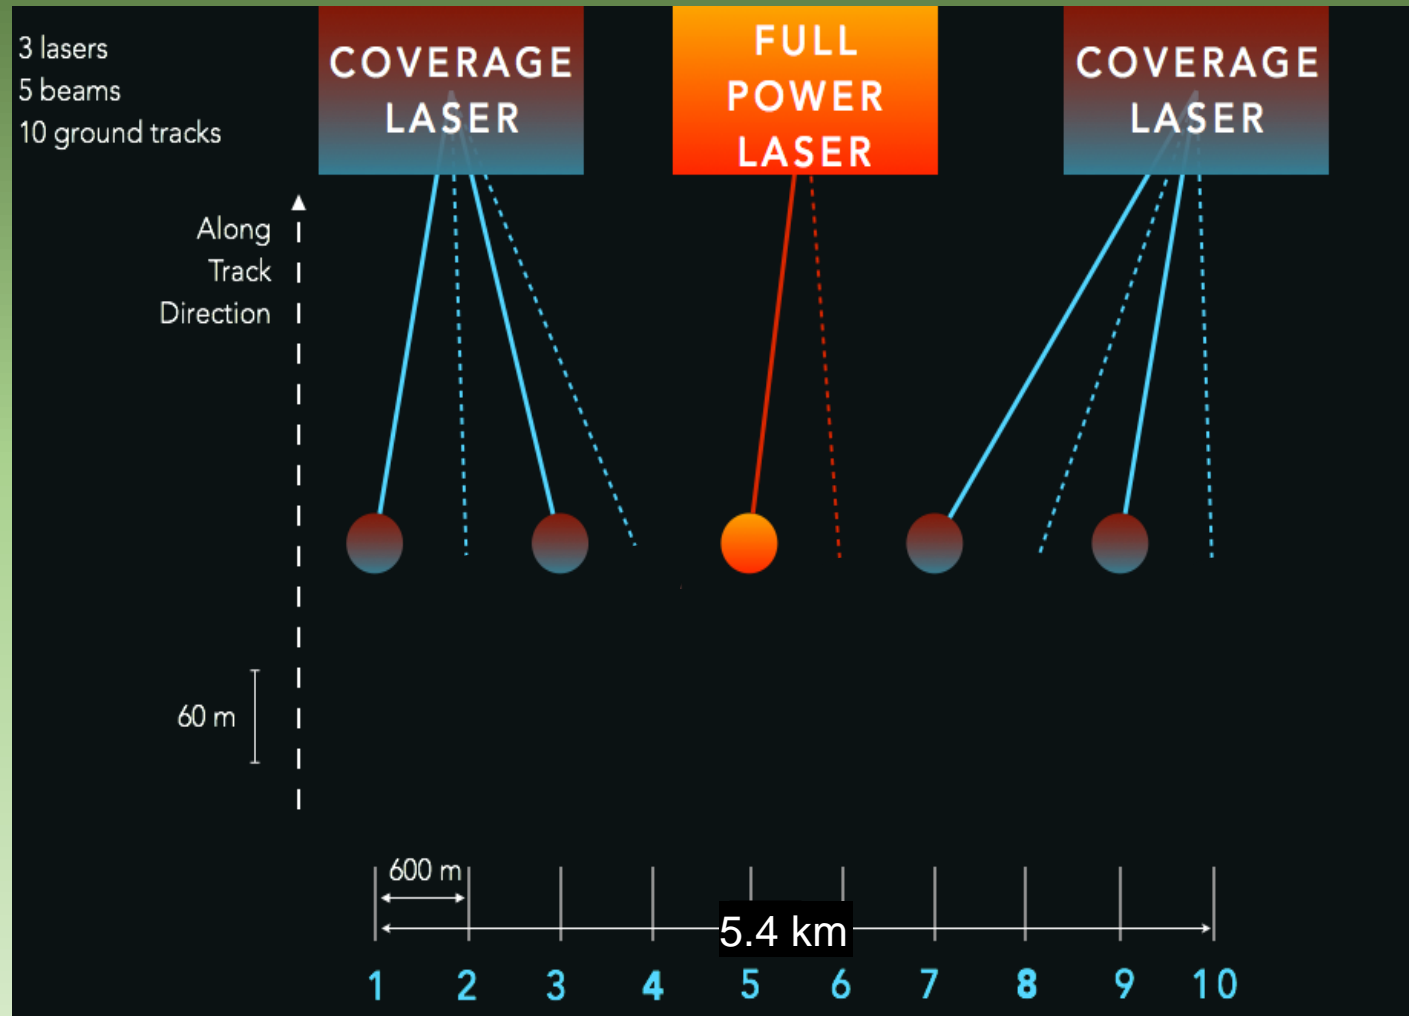 3 lasers
5 beams
10 ground tracks
COVERAGE
LASER
FULL
POWER
LASER
COVERAGE
LASER
Along
Track
Direction
60 m
600 m
5.4 km
1 2 3 4 5 6 7 8 9 10